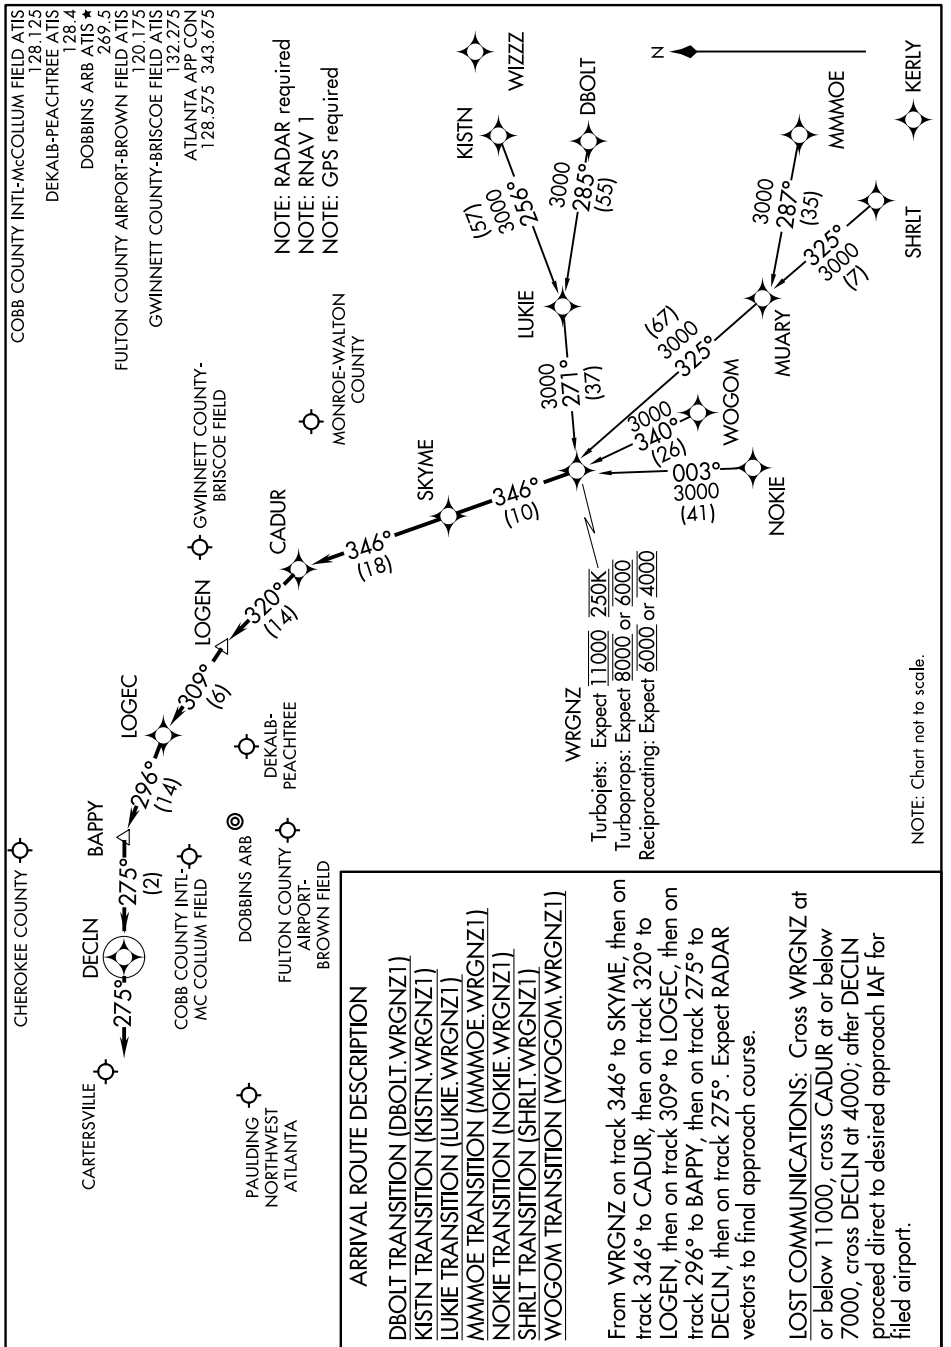 COBB COUNTY INTL-McCOLLUM FIELD ATIS
128.125
DEKALB-PEACHTREE ATIS
128.4
DOBBINS ARB ATIS ★
269.5
FULTON COUNTY AIRPORT-BROWN FIELD ATIS
120.175
GWINNETT COUNTY-BRISCOE FIELD ATIS
132.275
ATLANTA APP CON
128.575 343.675
NOTE: RADAR required
NOTE: RNAV 1
NOTE: GPS required
CHEROKEE COUNTY
CARTERSVILLE
275°
DECLN
275°
(2)
BAPPY
296°
(14)
LOGEC
309°
(6)
LOGEN
320°
(14)
CADUR
346°
(18)
SKYME
346°
(10)
COBB COUNTY INTL-
MC COLLUM FIELD
DOBBINS ARB
PAULDING
NORTHWEST
ATLANTA
FULTON COUNTY
AIRPORT-
BROWN FIELD
DEKALB-
PEACHTREE
GWINNETT COUNTY-
BRISCOE FIELD
MONROE-WALTON
COUNTY
KISTN
(57)
3000
256°
WIZZZ
DBOLT
3000
285°
(55)
LUKIE
3000
271°
(37)
N
MMMOE
3000
287°
(35)
KERLY
SHRLT
325°
3000
(7)
MUARY
(67)
3000
325°
WOGOM
3000
340°
(26)
NOKIE
003°
3000
(41)
WRGNZ
Turbojets: Expect 11000 250K
Turboprops: Expect 8000 or 6000
Reciprocating: Expect 6000 or 4000
NOTE: Chart not to scale.
ARRIVAL ROUTE DESCRIPTION
DBOLT TRANSITION (DBOLT.WRGNZ1)
KISTN TRANSITION (KISTN.WRGNZ1)
LUKIE TRANSITION (LUKIE.WRGNZ1)
MMMOE TRANSITION (MMMOE.WRGNZ1)
NOKIE TRANSITION (NOKIE.WRGNZ1)
SHRLT TRANSITION (SHRLT.WRGNZ1)
WOGOM TRANSITION (WOGOM.WRGNZ1)
From WRGNZ on track 346° to SKYME, then on
track 346° to CADUR, then on track 320° to
LOGEN, then on track 309° to LOGEC, then on
track 296° to BAPPY, then on track 275° to
DECLN, then on track 275°. Expect RADAR
vectors to final approach course.
LOST COMMUNICATIONS: Cross WRGNZ at
or below 11000, cross CADUR at or below
7000, cross DECLN at 4000; after DECLN
proceed direct to desired approach IAF for
filed airport.